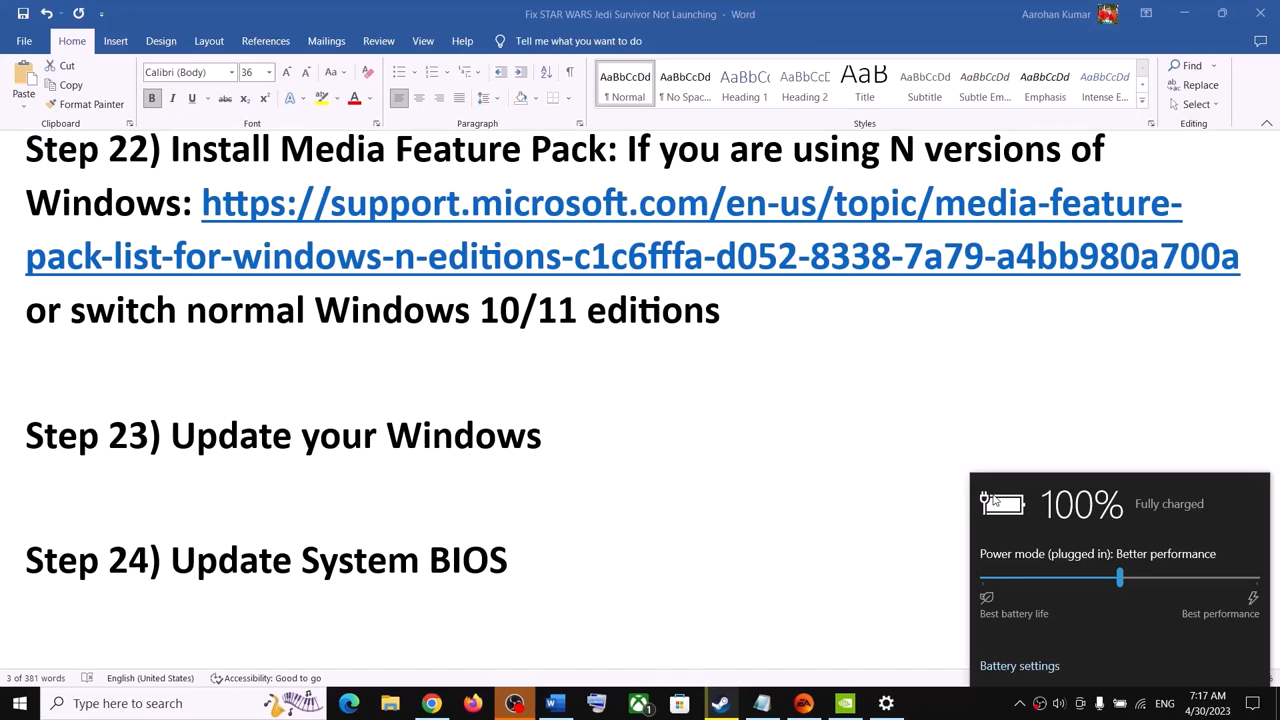 Fix STAR WARS Jedi Survivor Not Launching - Word
Aarohan Kumar
File Home Insert Design Layout References Mailings Review View Help Tell me what you want to do
Paste
Cut
Copy
Format Painter
Clipboard
Calibri (Body) 36
Font
Paragraph
AaBbCcDd AaBbCcDd AaBbCc AaBbCcDd AaB AaBbCcDd AaBbCcDd AaBbCcDd AaBbCcDd
¶ Normal ¶ No Spac... Heading 1 Heading 2 Title Subtitle Subtle Em... Emphasis Intense E...
Styles
Find
Replace
Select
Editing
Step 22) Install Media Feature Pack: If you are using N versions of
Windows: https://support.microsoft.com/en-us/topic/media-feature-
pack-list-for-windows-n-editions-c1c6fffa-d052-8338-7a79-a4bb980a700a
or switch normal Windows 10/11 editions
Step 23) Update your Windows
Step 24) Update System BIOS
100% Fully charged
Power mode (plugged in): Better performance
Best battery life Best performance
Battery settings
3 of 381 words English (United States) Accessibility: Good to go
Type here to search
ENG
7:17 AM
4/30/2023